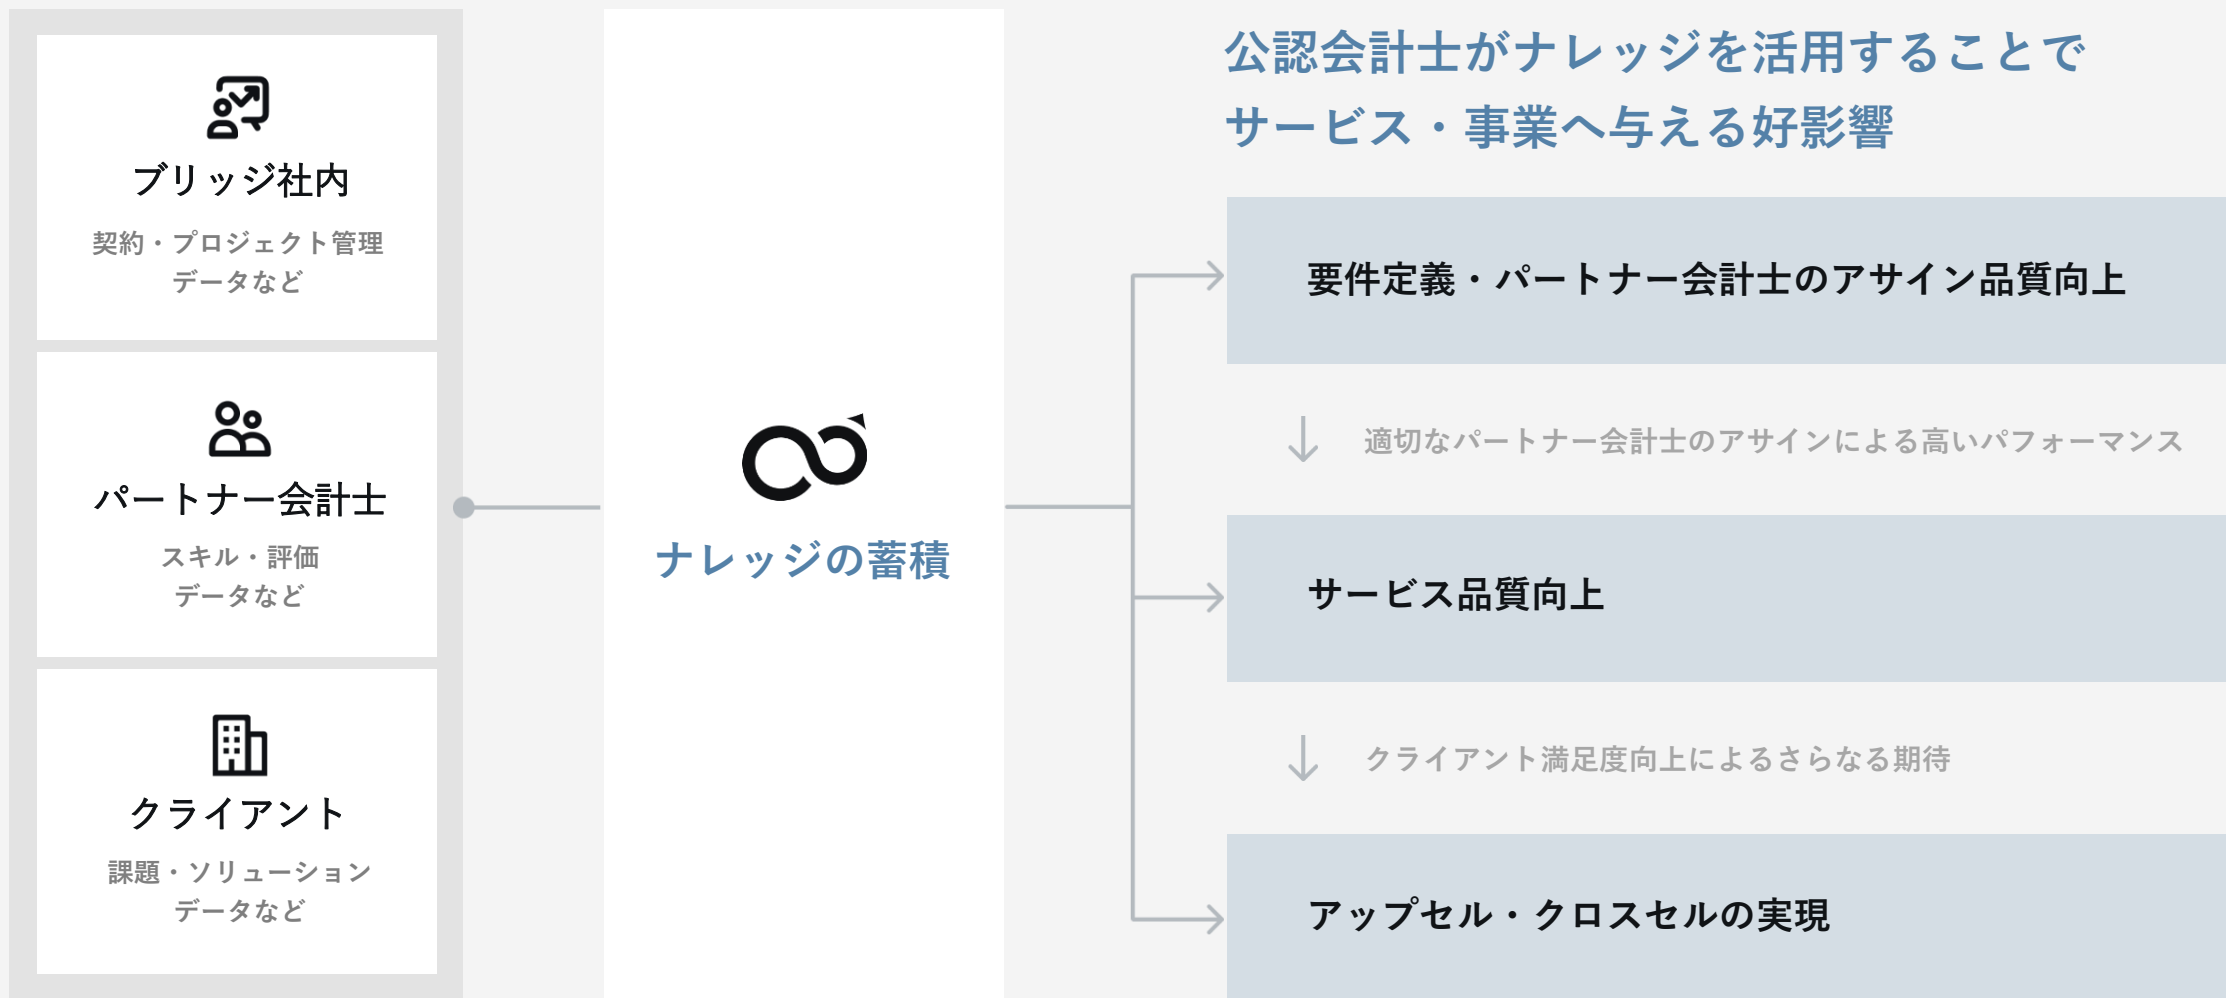 ブリッジ社内
契約・プロジェクト管理
データなど
パートナー会計士
スキル・評価
データなど
クライアント
課題・ソリューション
データなど
ナレッジの蓄積
公認会計士がナレッジを活用することで
サービス・事業へ与える好影響
要件定義・パートナー会計士のアサイン品質向上
適切なパートナー会計士のアサインによる高いパフォーマンス
サービス品質向上
クライアント満足度向上によるさらなる期待
アップセル・クロスセルの実現